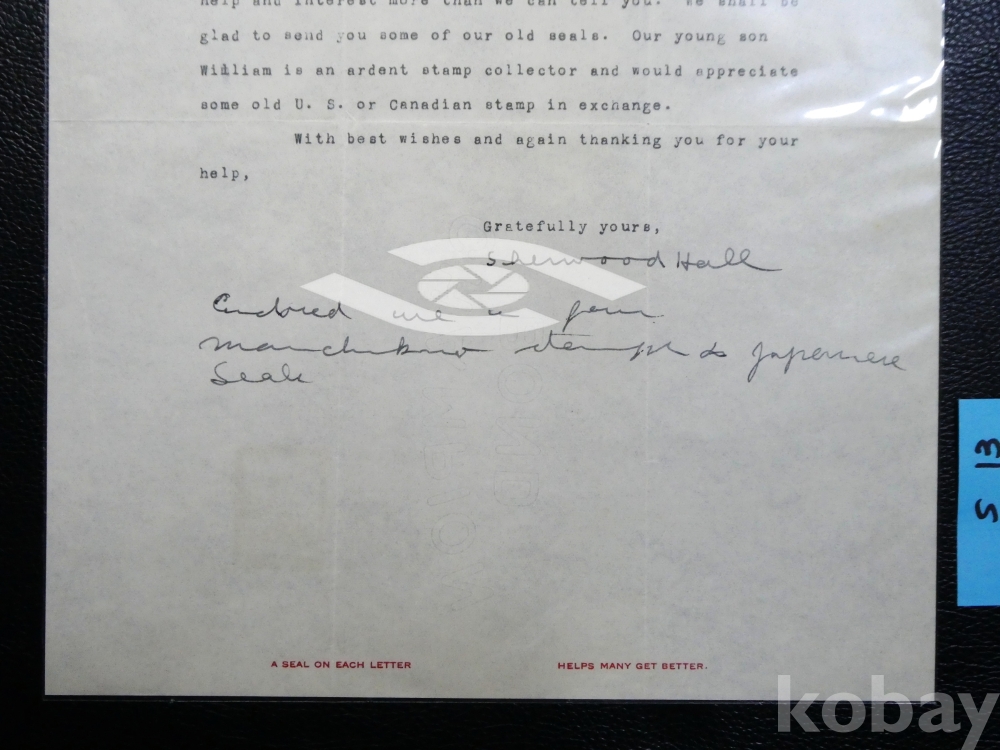 help and interest more than we can tell you. We shall be
glad to send you some of our old seals. Our young son
William is an ardent stamp collector and would appreciate
some old U. S. or Canadian stamp in exchange.
With best wishes and again thanking you for your
help,
Gratefully yours,
Sherwood Hall
are a few
Manchukuo stamps & Japanese
Seals
S 13
A SEAL ON EACH LETTER HELPS MANY GET BETTER.
kobay